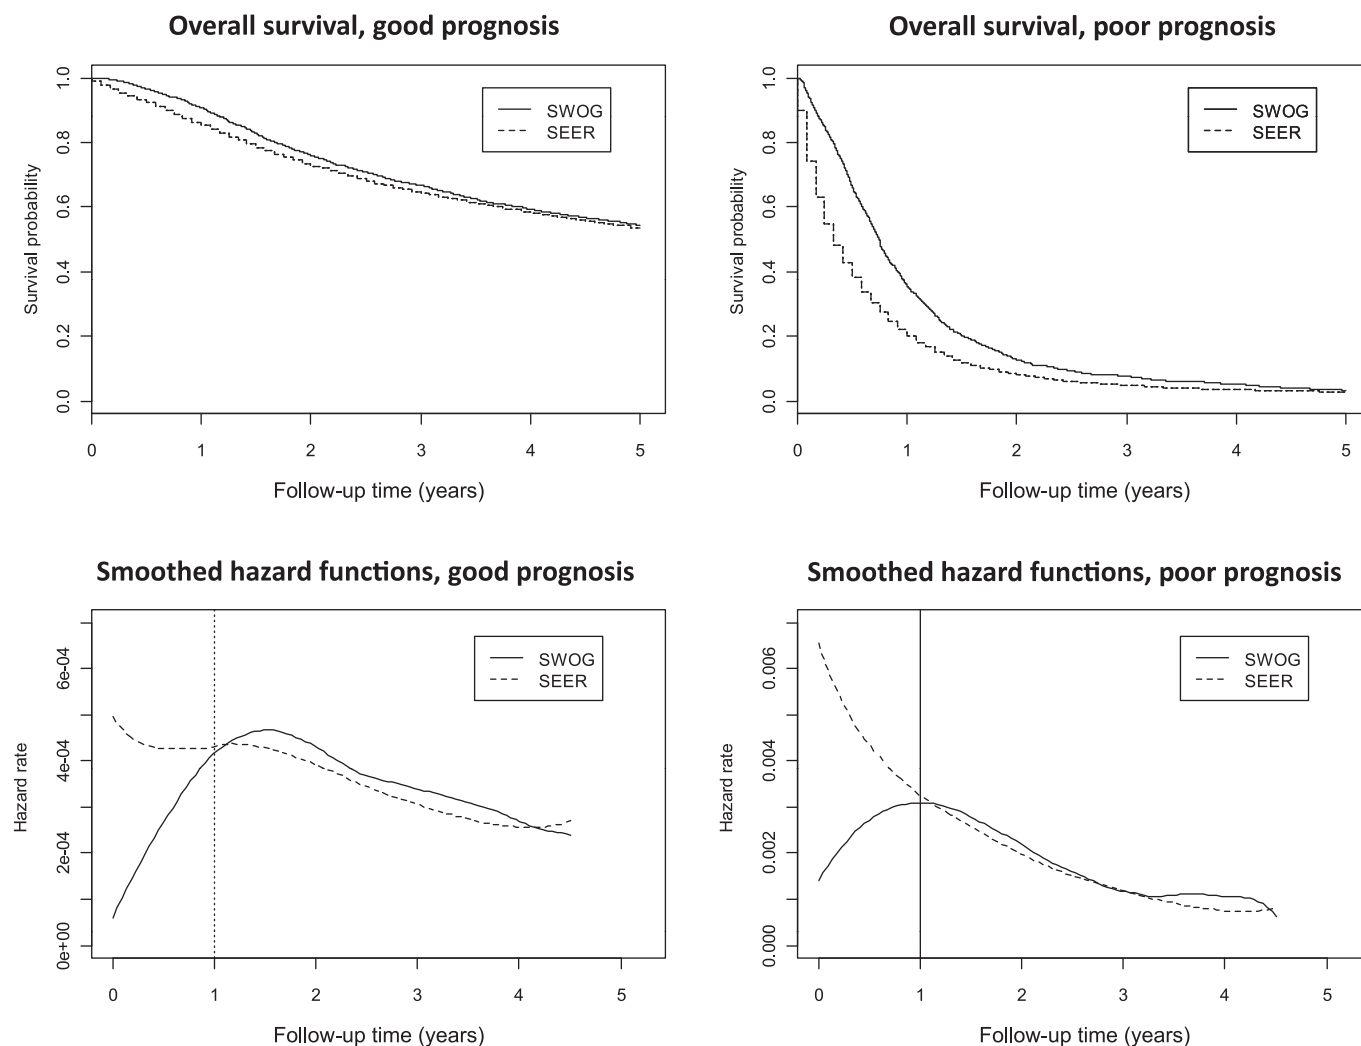 Overall survival, good prognosis
Survival probability
1.0
0.8
0.6
0.4
0.2
0.0
SWOG
SEER
0 1 2 3 4 5
Follow-up time (years)
Overall survival, poor prognosis
Survival probability
1.0
0.8
0.6
0.4
0.2
0.0
SWOG
SEER
0 1 2 3 4 5
Follow-up time (years)
Smoothed hazard functions, good prognosis
Hazard rate
6e-04
4e-04
2e-04
0e+00
SWOG
SEER
0 1 2 3 4 5
Follow-up time (years)
Smoothed hazard functions, poor prognosis
Hazard rate
0.006
0.004
0.002
0.000
SWOG
SEER
0 1 2 3 4 5
Follow-up time (years)